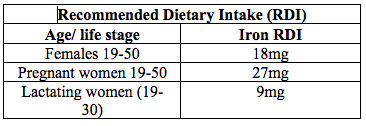 Recommended Dietary Intake (RDI)
Age/ life stage Iron RDI
Females 19-50 18mg
Pregnant women 19-50 27mg
Lactating women (19- 9mg
30)